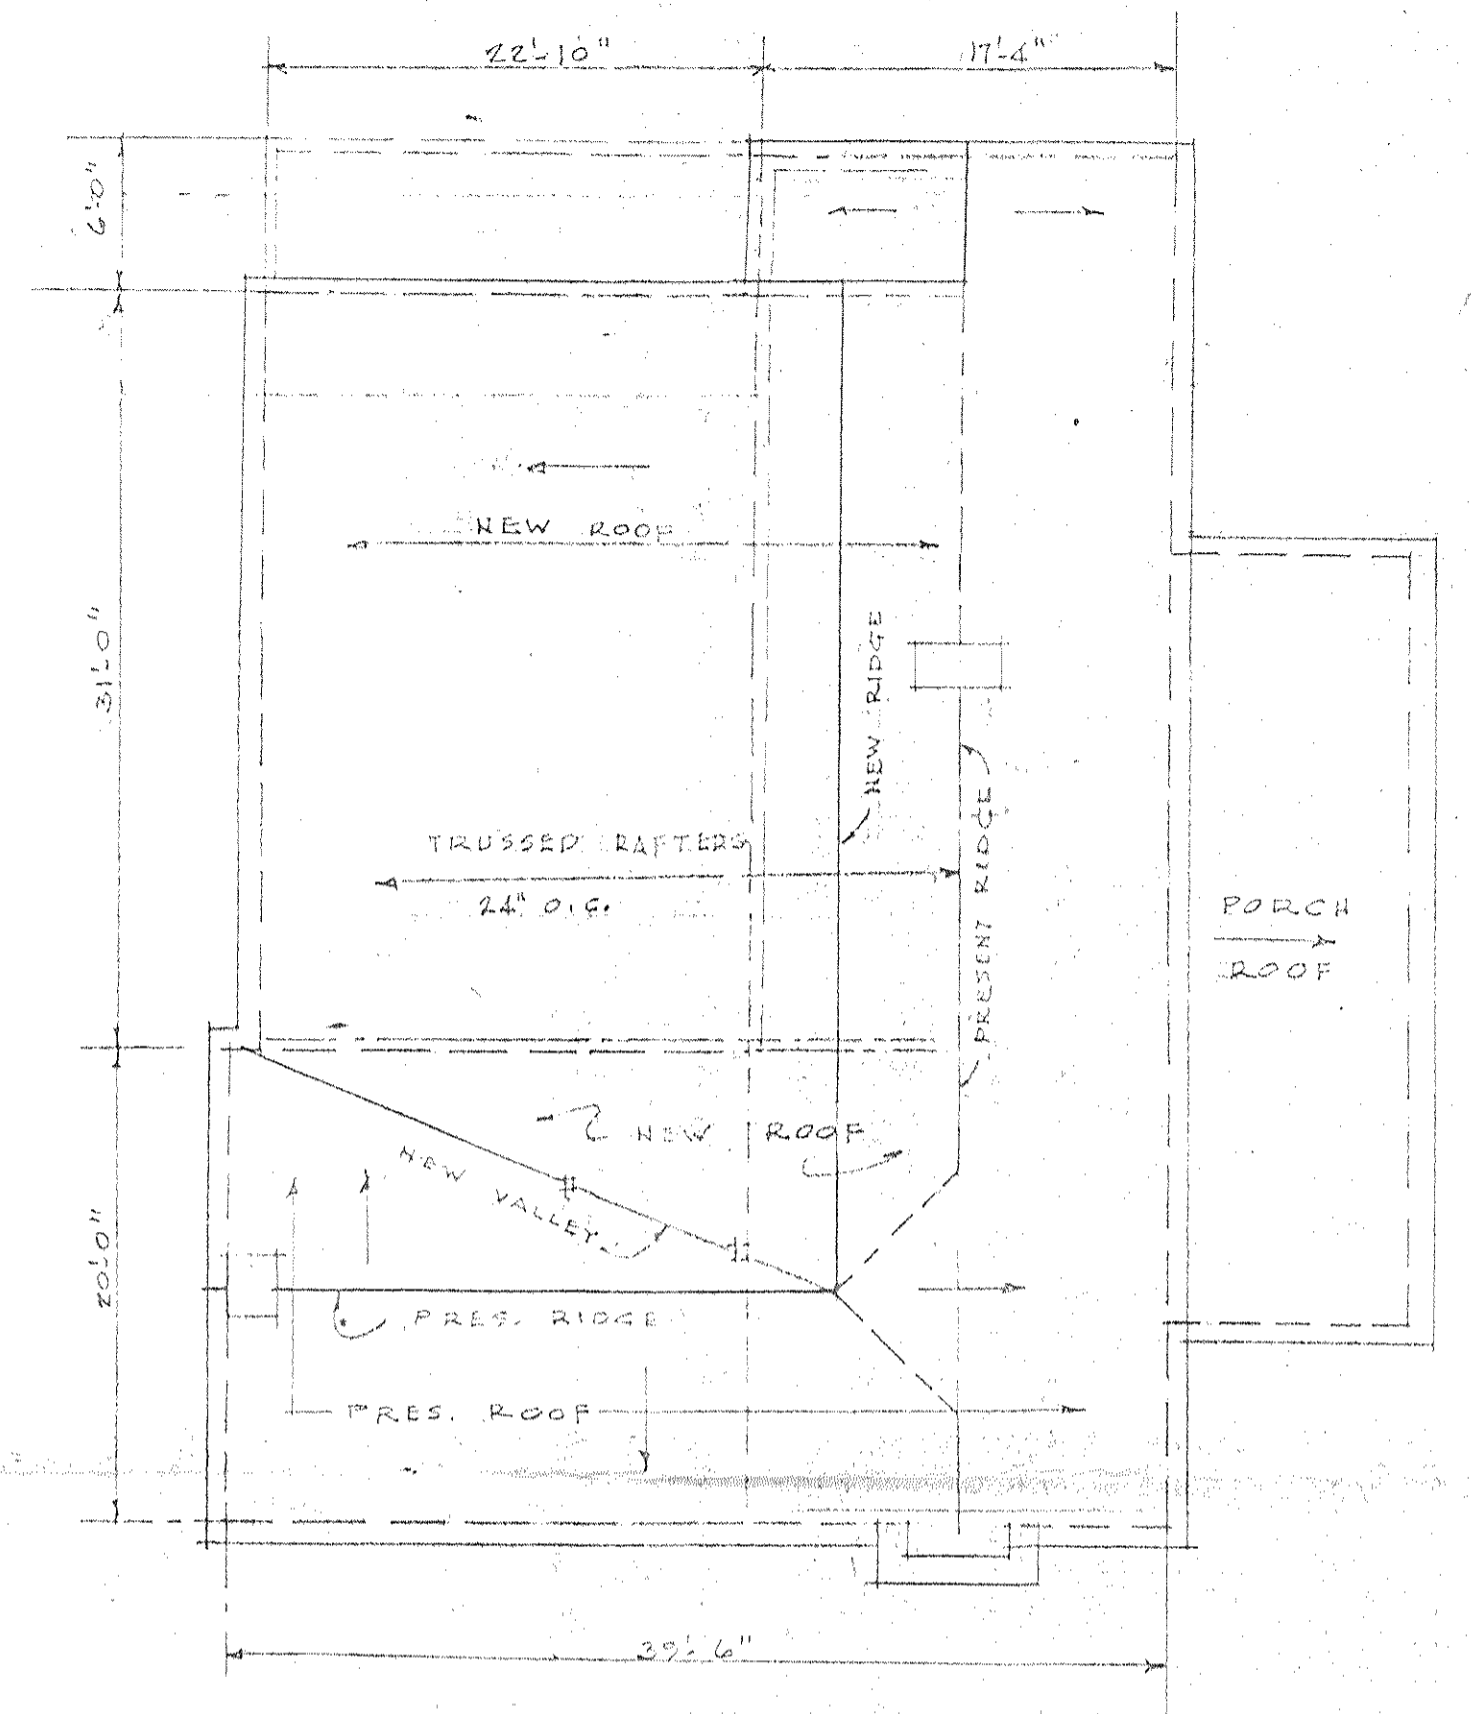 22'-10"
17'-4"
6'-0"
NEW ROOF
31'-0"
NEW RIDGE
TRUSSED RAFTERS
24" O.C.
PRESENT RIDGE
PORCH
ROOF
NEW ROOF
NEW VALLEY
20'-0"
PRES. RIDGE
PRES. ROOF
39'-6"